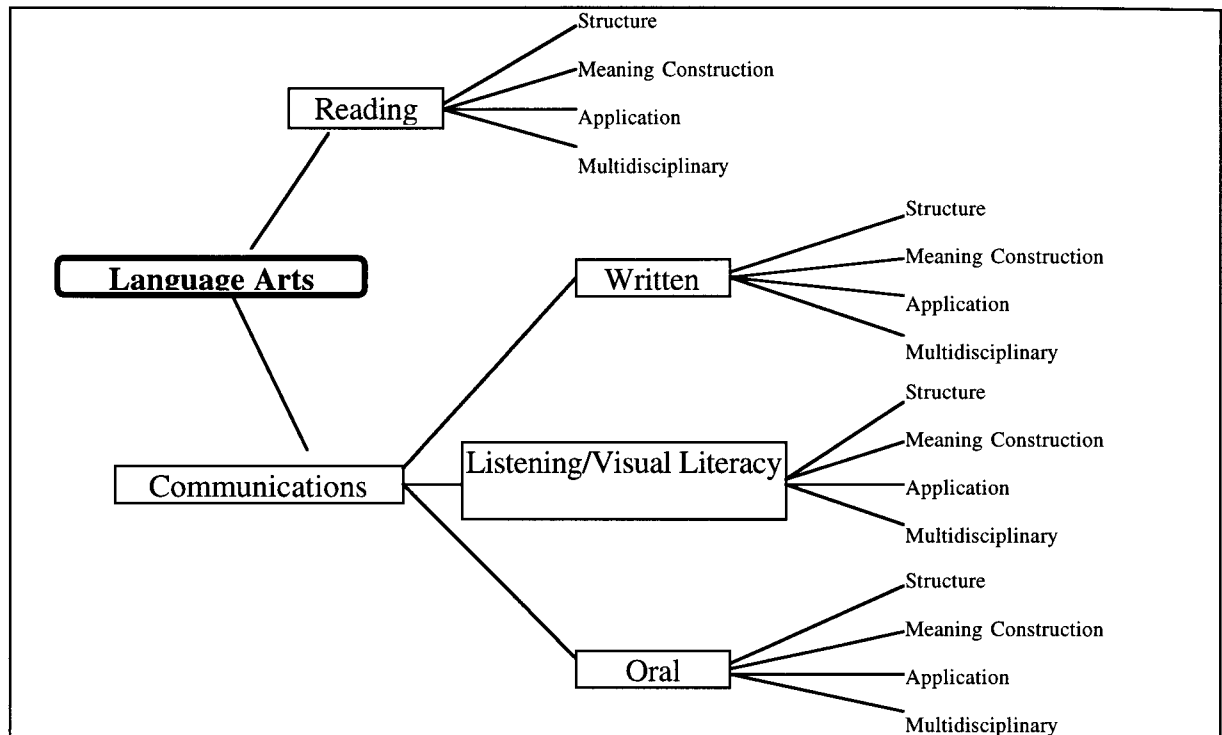 Structure
Meaning Construction
Reading
Application
Multidisciplinary
Language Arts
Structure
Meaning Construction
Written
Application
Multidisciplinary
Communications
Structure
Listening/Visual Literacy
Meaning Construction
Application
Multidisciplinary
Structure
Meaning Construction
Oral
Application
Multidisciplinary